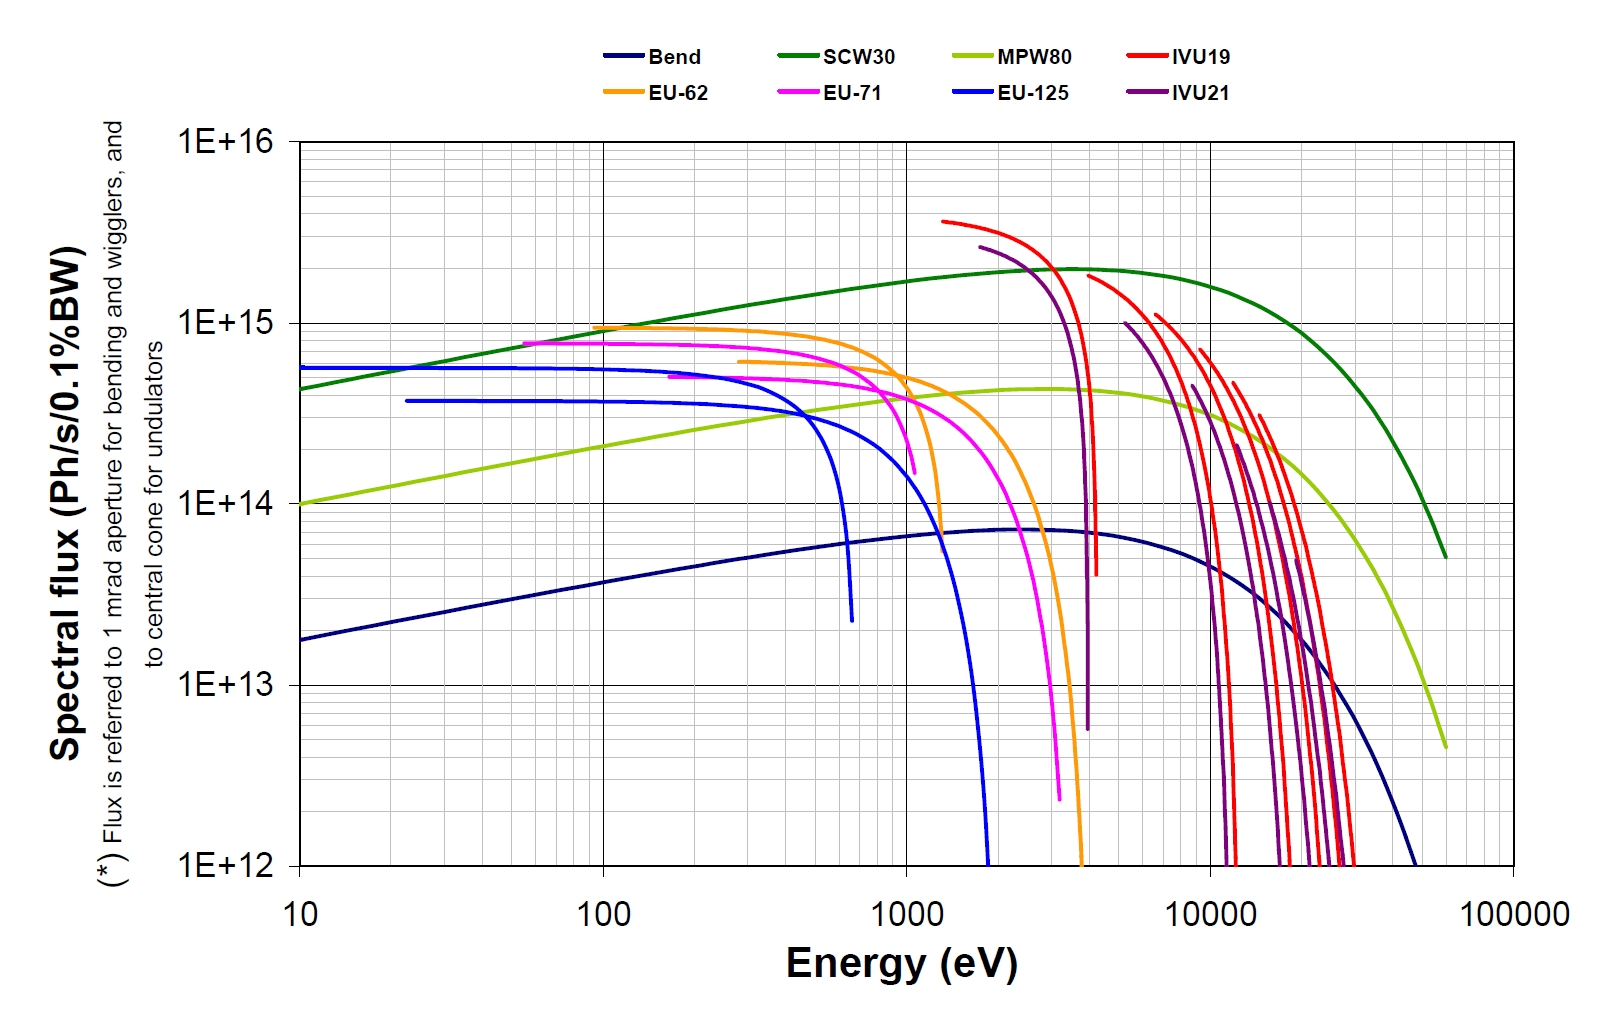 Bend SCW30 MPW80 IVU19
EU-62 EU-71 EU-125 IVU21
Spectral flux (Ph/s/0.1%BW)
(*) Flux is referred to 1 mrad aperture for bending and wigglers, and
to central cone for undulators
1E+16
1E+15
1E+14
1E+13
1E+12
10 100 1000 10000 100000
Energy (eV)